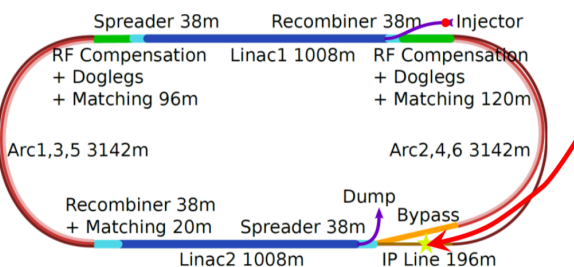 Spreader 38m
Recombiner 38m
Injector
RF Compensation
+ Doglegs
+ Matching 96m
Linac1 1008m
RF Compensation
+ Doglegs
+ Matching 120m
Arc1,3,5 3142m
Arc2,4,6 3142m
Recombiner 38m
+ Matching 20m
Spreader 38m
Dump
Bypass
Linac2 1008m
IP Line 196m